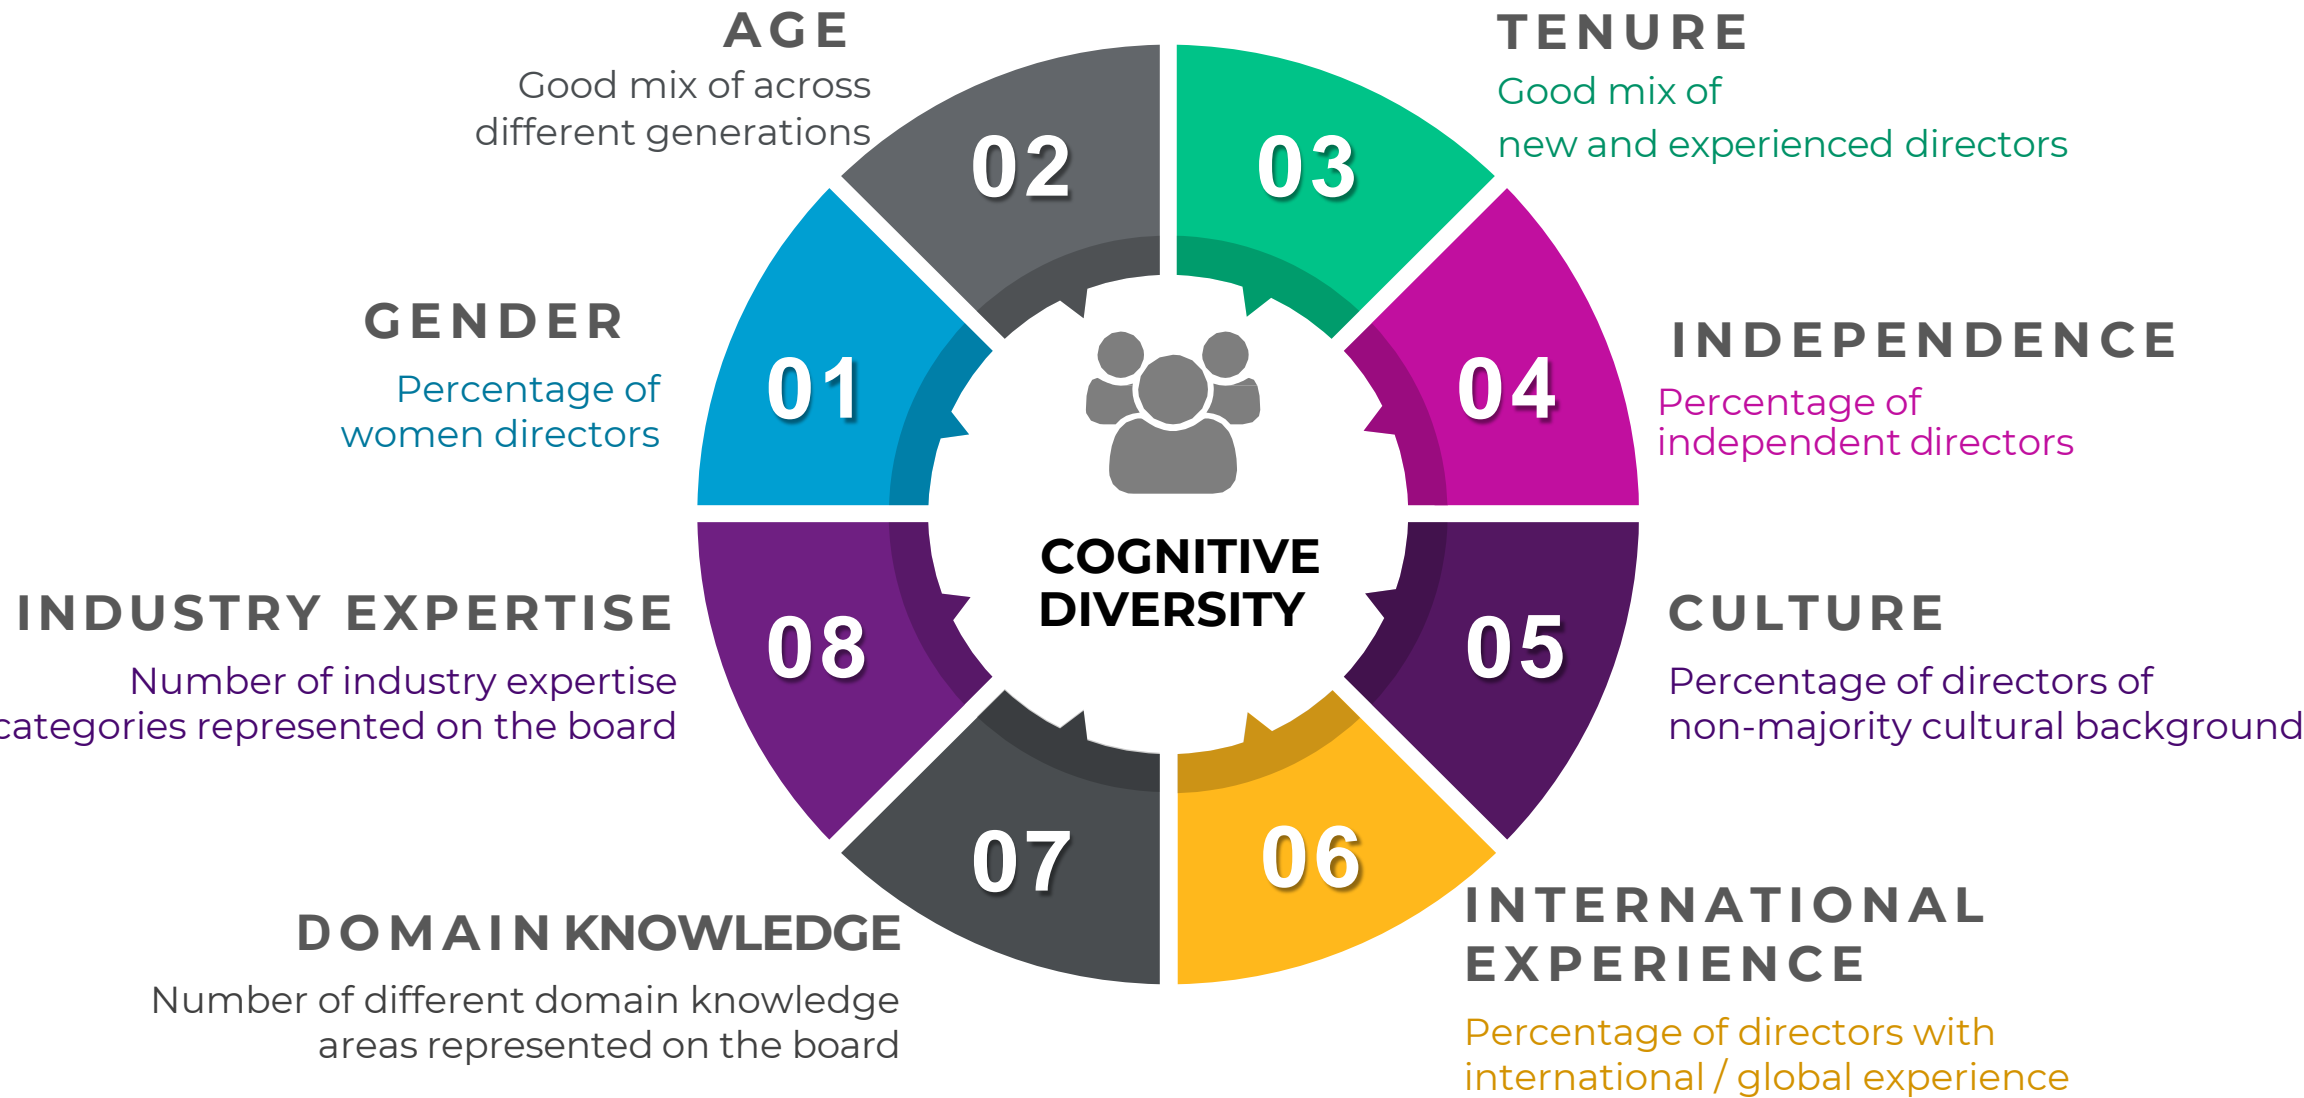 AGE
Good mix of across
different generations
02
03
TENURE
Good mix of
new and experienced directors
GENDER
Percentage of
women directors
01
04
INDEPENDENCE
Percentage of
independent directors
COGNITIVE
DIVERSITY
INDUSTRY EXPERTISE
Number of industry expertise
categories represented on the board
08
05
CULTURE
Percentage of directors of
non-majority cultural background
07
06
DOMAIN KNOWLEDGE
Number of different domain knowledge
areas represented on the board
INTERNATIONAL
EXPERIENCE
Percentage of directors with
international / global experience